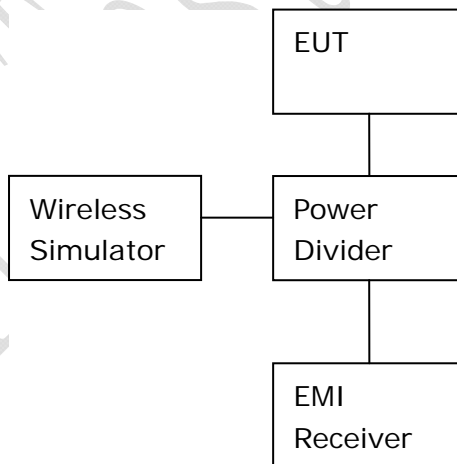 EUT
Wireless
Simulator
Power
Divider
EMI
Receiver